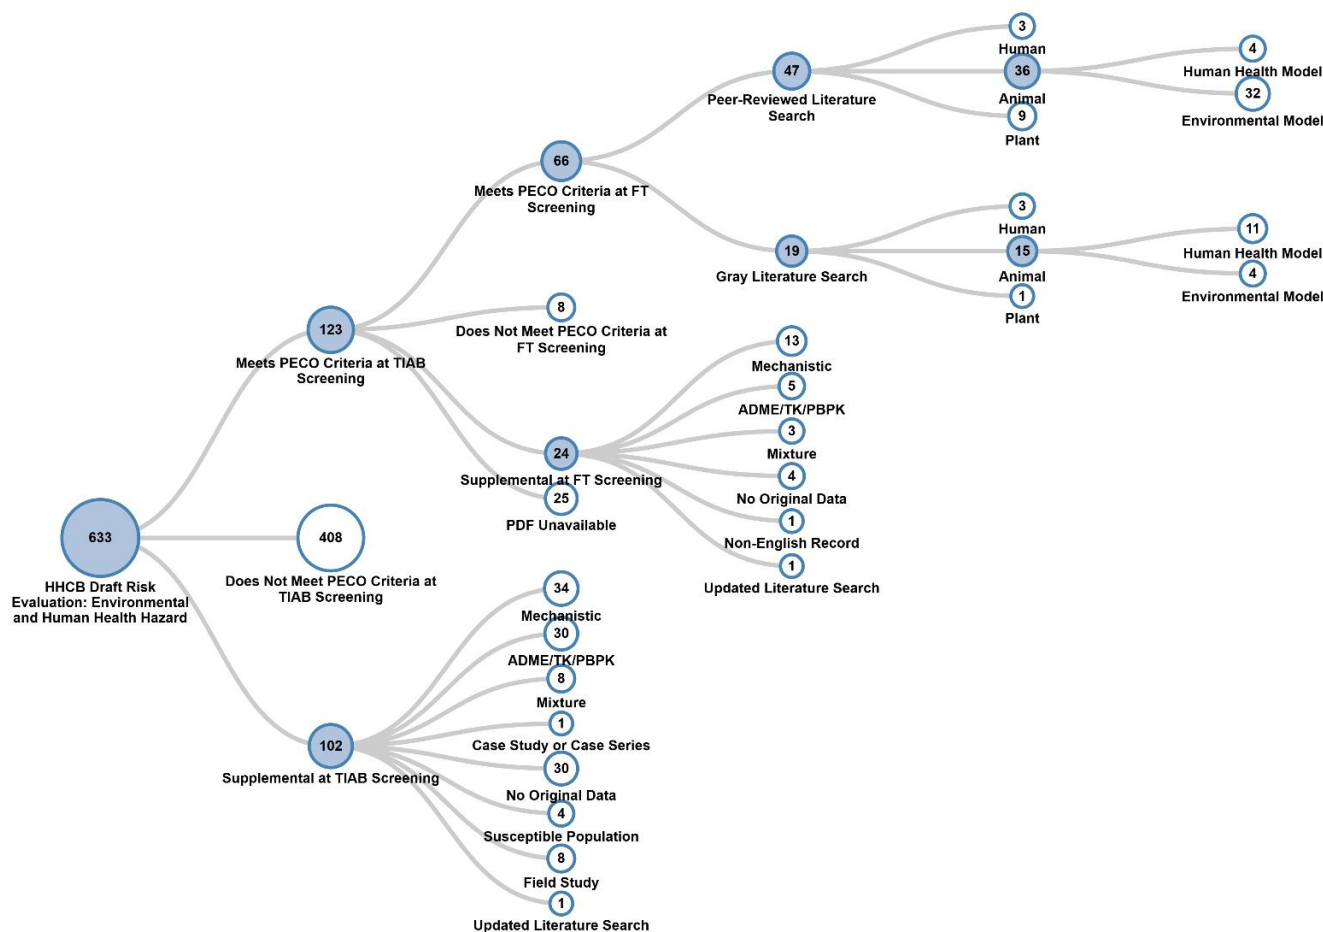 633
HHCB Draft Risk
Evaluation: Environmental
and Human Health Hazard
123
Meets PECO Criteria at TIAB
Screening
408
Does Not Meet PECO Criteria at
TIAB Screening
102
Supplemental at TIAB Screening
66
Meets PECO Criteria at FT
Screening
8
Does Not Meet PECO Criteria at
FT Screening
24
Supplemental at FT Screening
25
PDF Unavailable
34
Mechanistic
30
ADME/TK/PBPK
8
Mixture
1
Case Study or Case Series
30
No Original Data
4
Susceptible Population
8
Field Study
1
Updated Literature Search
47
Peer-Reviewed Literature
Search
19
Gray Literature Search
13
Mechanistic
5
ADME/TK/PBPK
3
Mixture
4
No Original Data
1
Non-English Record
1
Updated Literature Search
3
Human
36
Animal
9
Plant
3
Human
15
Animal
1
Plant
4
Human Health Model
32
Environmental Model
11
Human Health Model
4
Environmental Model